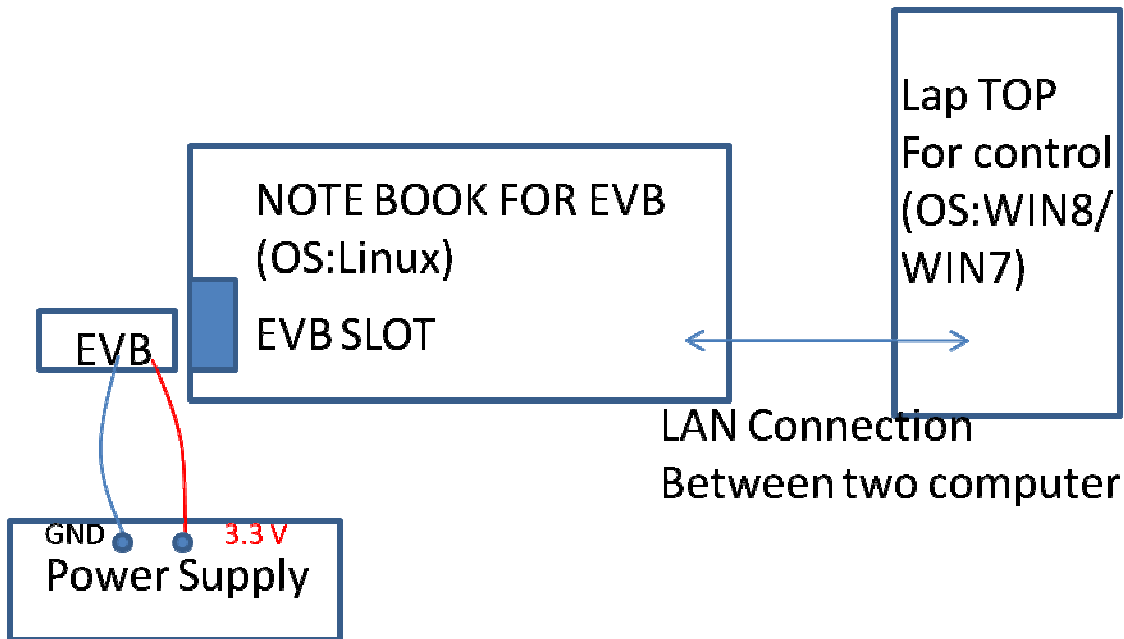 Lap TOP
For control
(OS:WIN8/
WIN7)
NOTE BOOK FOR EVB
(OS:Linux)
EVB SLOT
EVB
LAN Connection
Between two computer
GND
3.3 V
Power Supply